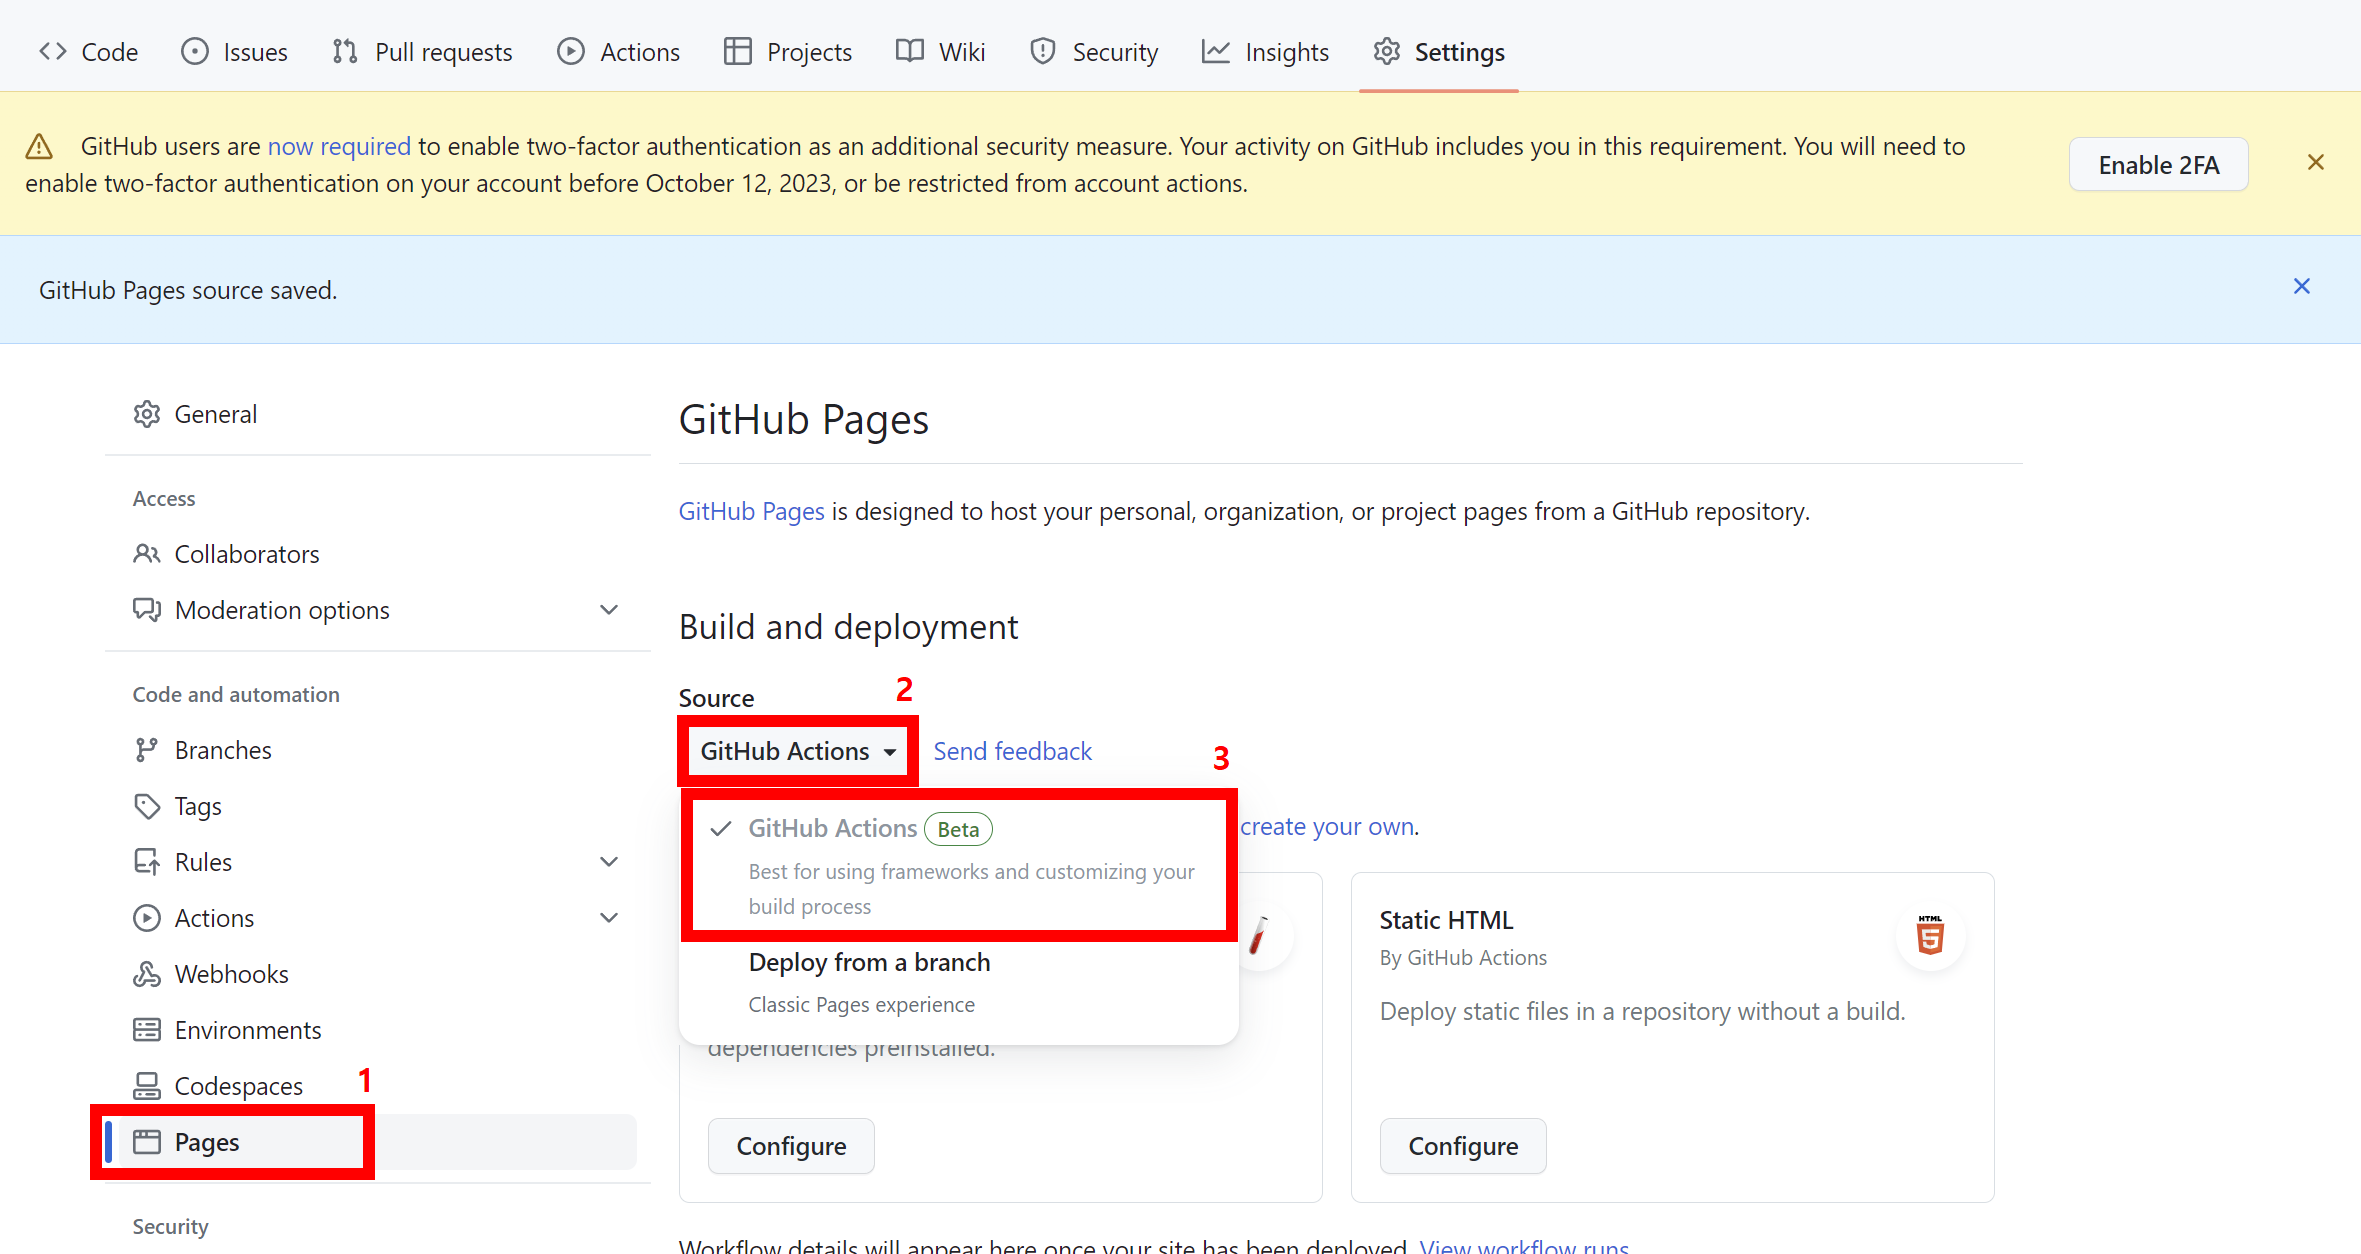 Code Issues Pull requests Actions Projects Wiki Security Insights Settings
GitHub users are now required to enable two-factor authentication as an additional security measure. Your activity on GitHub includes you in this requirement. You will need to
enable two-factor authentication on your account before October 12, 2023, or be restricted from account actions.
Enable 2FA
GitHub Pages source saved.
General
Access
Collaborators
Moderation options
Code and automation
Branches
Tags
Rules
Actions
Webhooks
Environments
Codespaces
1
Pages
Security
GitHub Pages
GitHub Pages is designed to host your personal, organization, or project pages from a GitHub repository.
Build and deployment
Source
2
GitHub Actions
Send feedback
3
GitHub Actions Beta
Best for using frameworks and customizing your
build process
Deploy from a branch
Classic Pages experience
create your own.
dependencies preinstalled.
Configure
Static HTML
HTML
5
By GitHub Actions
Deploy static files in a repository without a build.
Configure
Workflow details will appear here once your site has been deployed. View workflow runs